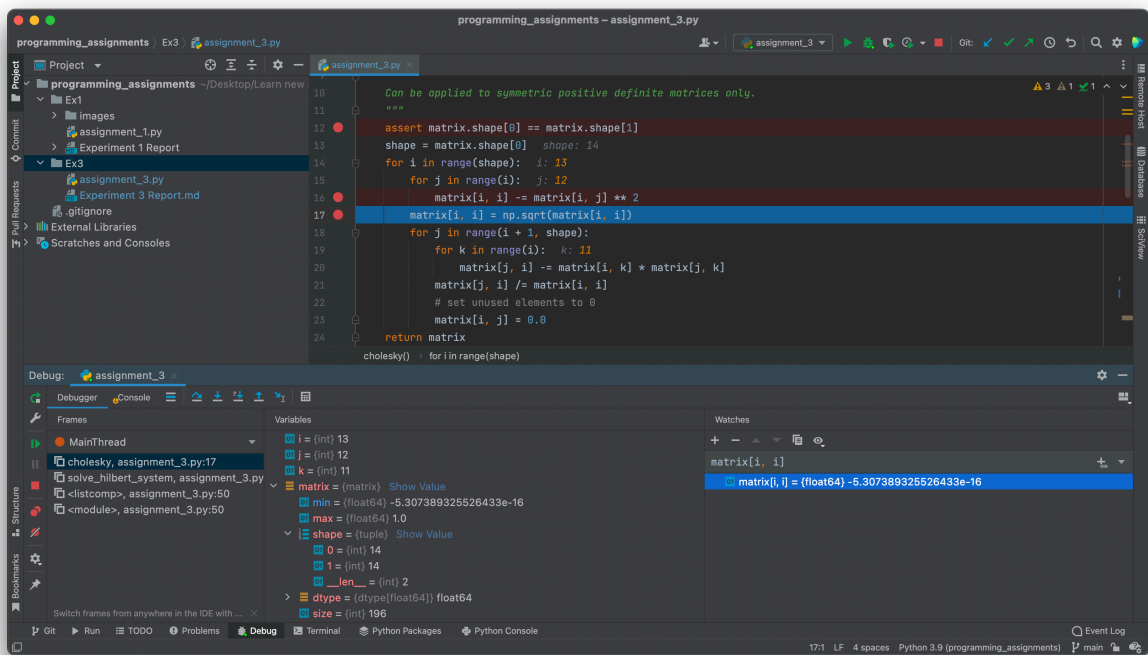 programming_assignments – assignment_3.py
programming_assignments Ex3 assignment_3.py
assignment_3
Git:
Project
Commit
Pull Requests
Structure
Bookmarks
Project
programming_assignments ~/Desktop/Learn new
Ex1
images
assignment_1.py
Experiment 1 Report
Ex3
assignment_3.py
Experiment 3 Report.md
.gitignore
External Libraries
Scratches and Consoles
assignment_3.py
3 1 1
10 Can be applied to symmetric positive definite matrices only.
11 """
12 assert matrix.shape[0] == matrix.shape[1]
13 shape = matrix.shape[0] shape: 14
14 for i in range(shape): i: 13
15 for j in range(i): j: 12
16 matrix[i, i] -= matrix[i, j] ** 2
17 matrix[i, i] = np.sqrt(matrix[i, i])
18 for j in range(i + 1, shape):
19 for k in range(i): k: 11
20 matrix[j, i] -= matrix[i, k] * matrix[j, k]
21 matrix[j, i] /= matrix[i, i]
22 # set unused elements to 0
23 matrix[i, j] = 0.0
24 return matrix
cholesky() for i in range(shape)
Remote Host
Database
SciView
Debug: assignment_3
Debugger Console
Frames
MainThread
cholesky, assignment_3.py:17
solve_hilbert_system, assignment_3.py
<listcomp>, assignment_3.py:50
<module>, assignment_3.py:50
Switch frames from anywhere in the IDE with ...
Variables
i = {int} 13
j = {int} 12
k = {int} 11
matrix = {matrix} Show Value
min = {float64} -5.307389325526433e-16
max = {float64} 1.0
shape = {tuple} Show Value
0 = {int} 14
1 = {int} 14
__len__ = {int} 2
dtype = {dtype[float64]} float64
size = {int} 196
Watches
matrix[i, i]
matrix[i, i] = {float64} -5.307389325526433e-16
Git Run TODO Problems Debug Terminal Python Packages Python Console Event Log
17:1 LF 4 spaces Python 3.9 (programming_assignments) main